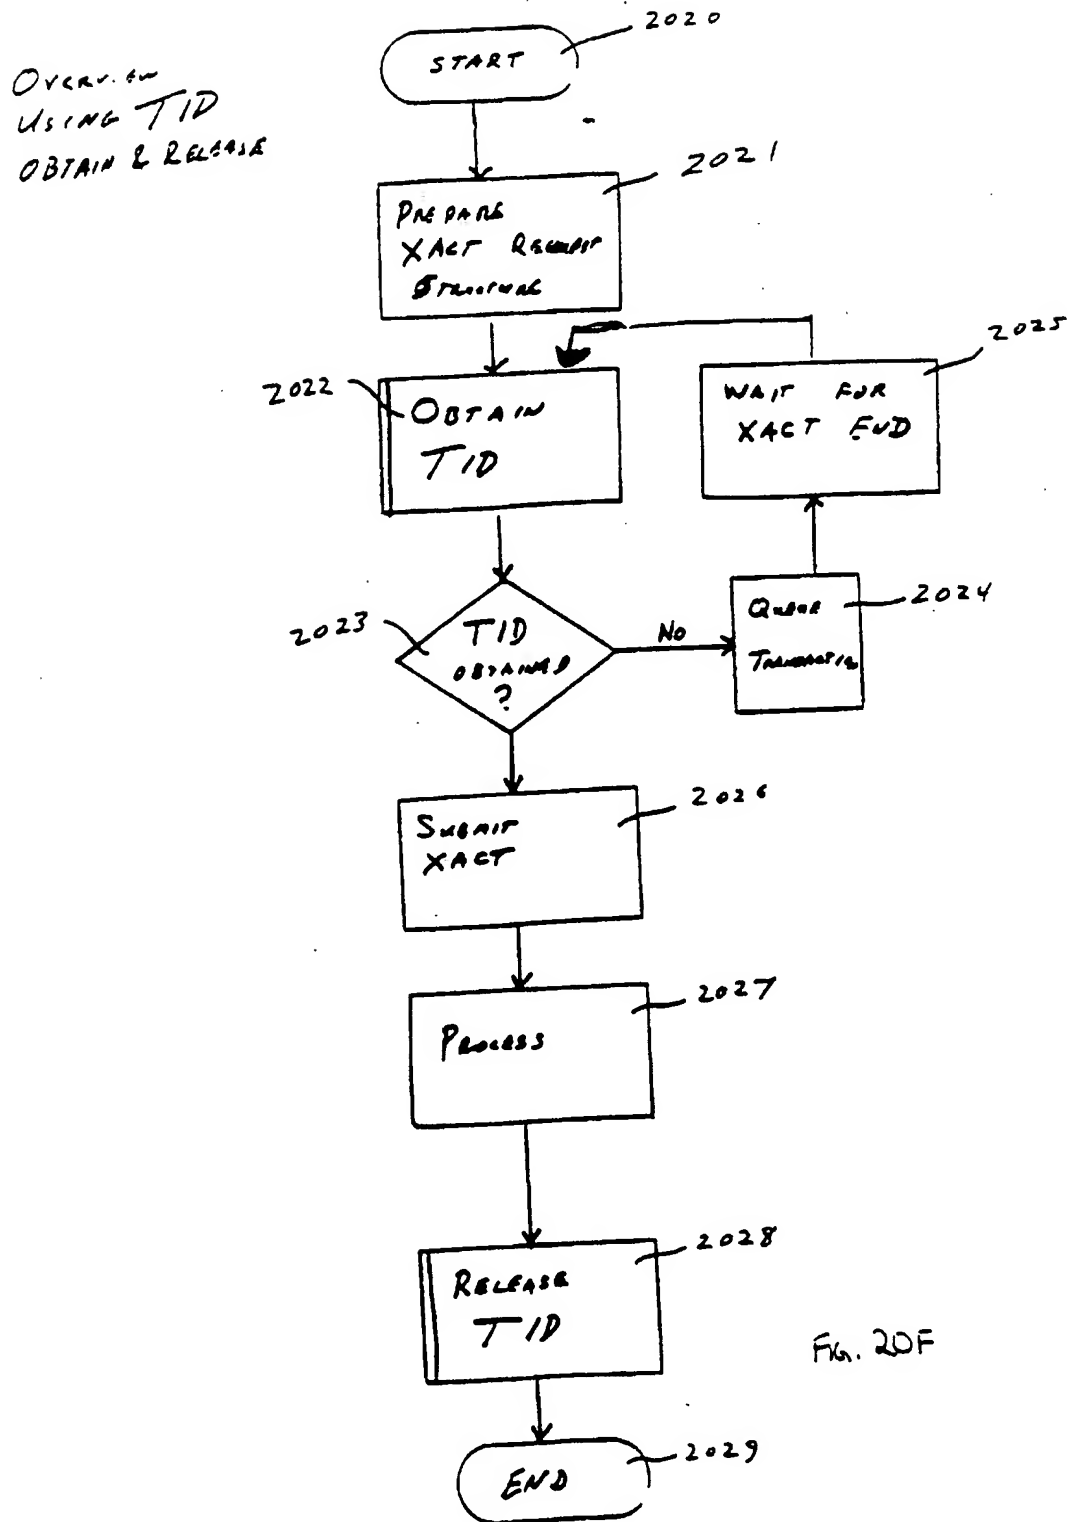 2020
START
OVERVIEW
USING TID
OBTAIN & RELEASE
2021
PREPARE
XACT REQUEST
STRUCTURE
2025
WAIT FOR
XACT END
2022
OBTAIN
TID
2024
QUEUE
TRANSACTION
2023
TID
OBTAINED
?
NO
2026
SUBMIT
XACT
2027
PROCESS
2028
RELEASE
TID
FIG. 20F
2029
END